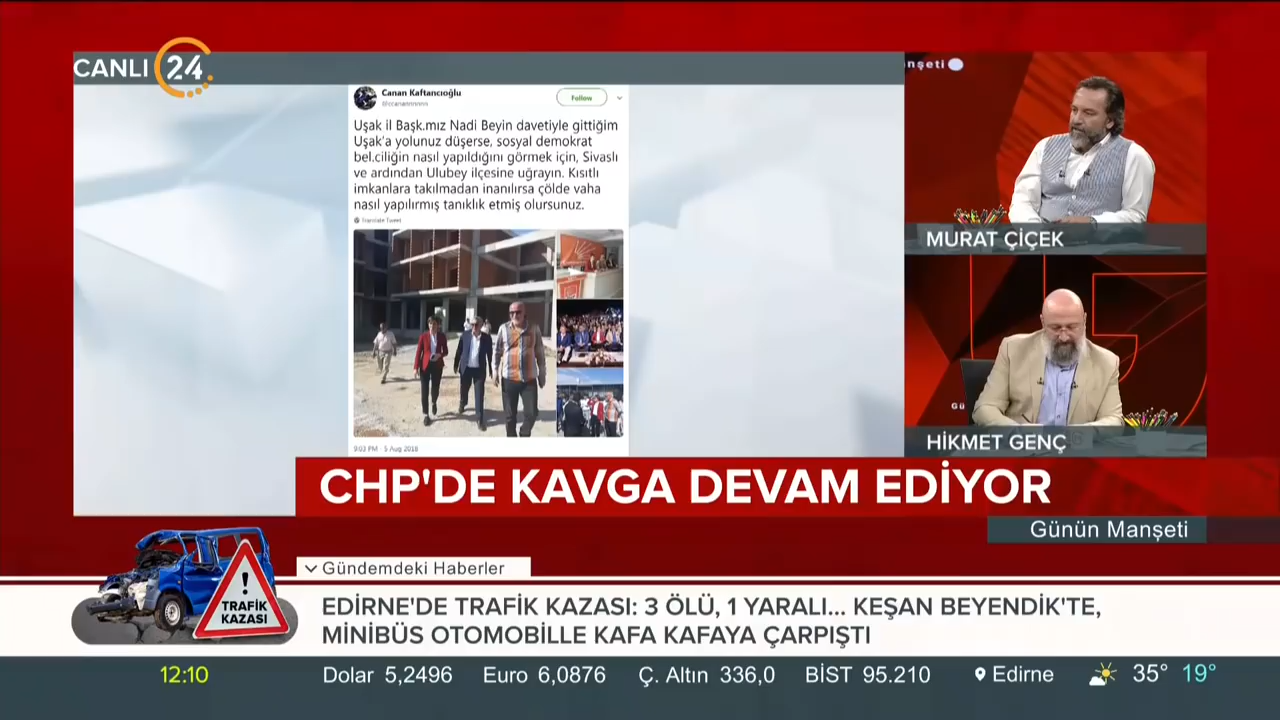 CANLI 24
nşeti
Canan Kaftancıoğlu
Follow
Uşak il Başk.mız Nadi Beyin davetiyle gittiğim
Uşak'a yolunuz düşerse, sosyal demokrat
bel.ciliğin nasıl yapıldığını görmek için, Sivaslı
ve ardından Ulubey ilçesine uğrayın. Kısıtlı
imkanlara takılmadan inanılırsa çölde vaha
nasıl yapılırmış tanıklık etmiş olursunuz.
Translate Tweet
9:03 PM - 5 Aug 2018
MURAT ÇİÇEK
Gü
HİKMET GENÇ
CHP'DE KAVGA DEVAM EDİYOR
Günün Manşeti
Gündemdeki Haberler
! TRAFİK
KAZASI
EDİRNE'DE TRAFİK KAZASI: 3 ÖLÜ, 1 YARALI... KEŞAN BEYENDİK'TE,
MİNİBÜS OTOMOBİLLE KAFA KAFAYA ÇARPIŞTI
12:10 Dolar 5,2496 Euro 6,0876 Ç. Altın 336,0 BİST 95.210 Edirne 35° 19°